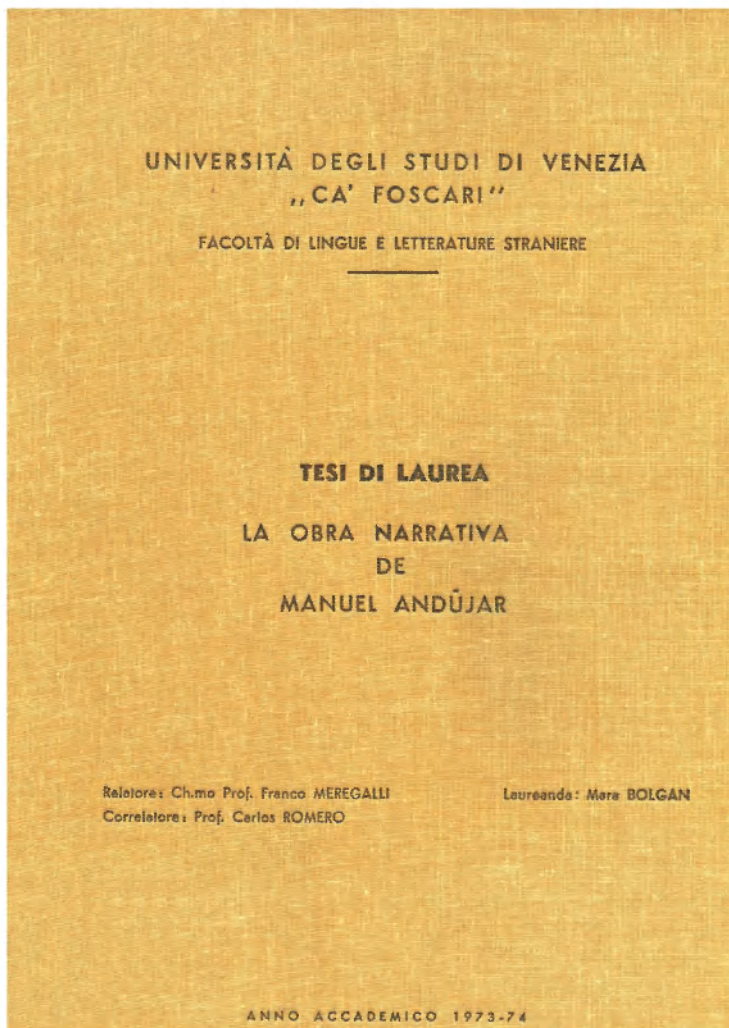 UNIVERSITÀ DEGLI STUDI DI VENEZIA
„CA' FOSCARI"
FACOLTÀ DI LINGUE E LETTERATURE STRANIERE
TESI DI LAUREA
LA OBRA NARRATIVA
DE
MANUEL ANDÛJAR
Relatore: Ch.mo Prof. Franco MEREGALLI
Laureanda: Mara BOLGAN
Correlatore: Prof. Carlos ROMERO
ANNO ACCADEMICO 1973-74